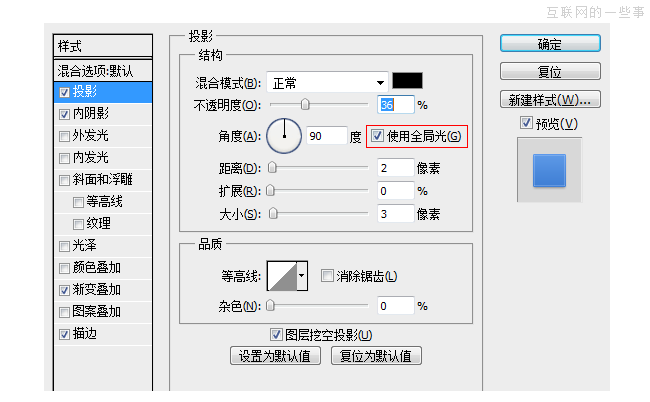 互联网的一些事
样式
混合选项:默认
投影
内阴影
外发光
内发光
斜面和浮雕
等高线
纹理
光泽
颜色叠加
渐变叠加
图案叠加
描边
投影
结构
混合模式(B): 正常
不透明度(O): 36 %
角度(A): 90 度 使用全局光(G)
距离(D): 2 像素
扩展(R): 0 %
大小(S): 3 像素
品质
等高线: 消除锯齿(L)
杂色(N): 0 %
图层挖空投影(U)
设置为默认值 复位为默认值
确定
复位
新建样式(W)...
预览(V)